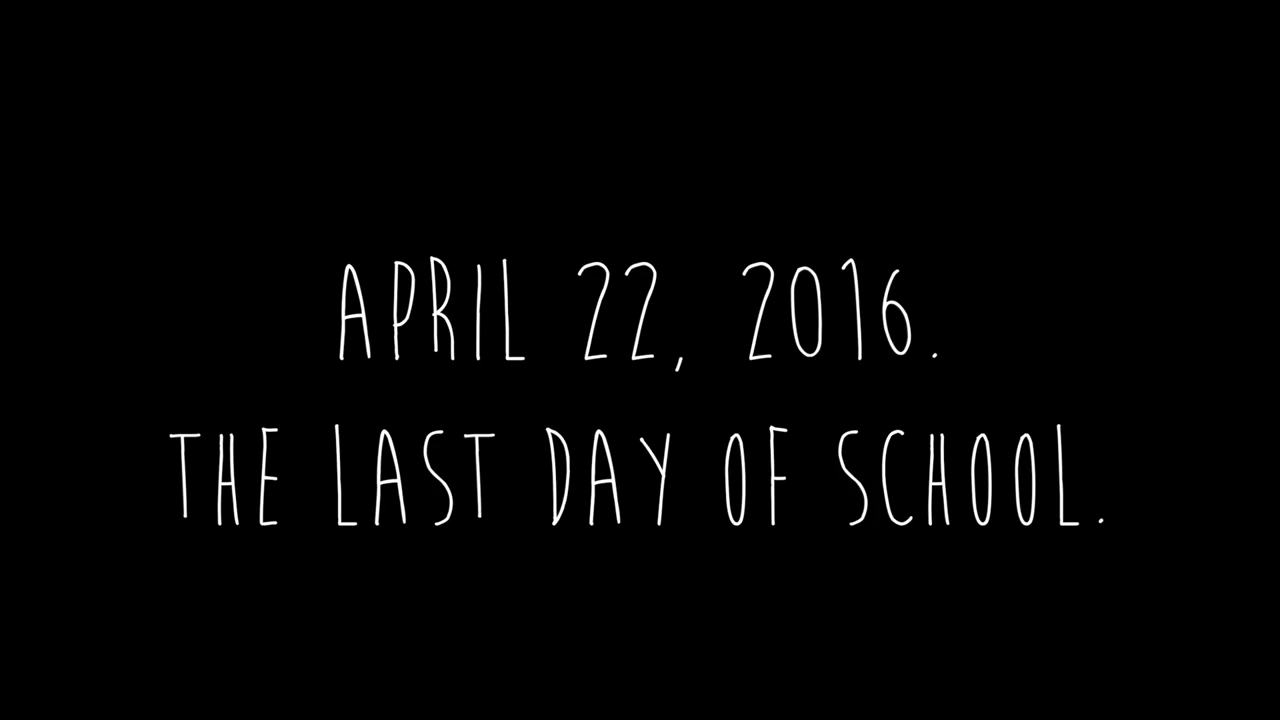 APRIL 22, 2016.
THE LAST DAY OF SCHOOL.